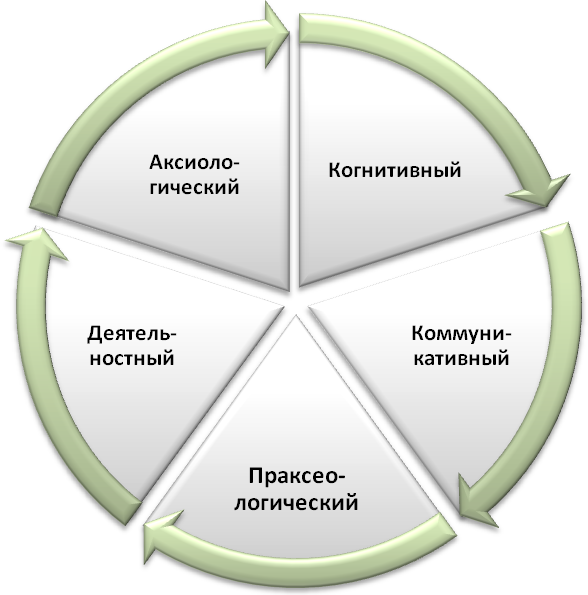 Аксиоло-
гический
Когнитивный
Деятель-
ностный
Коммуни-
кативный
Праксео-
логический